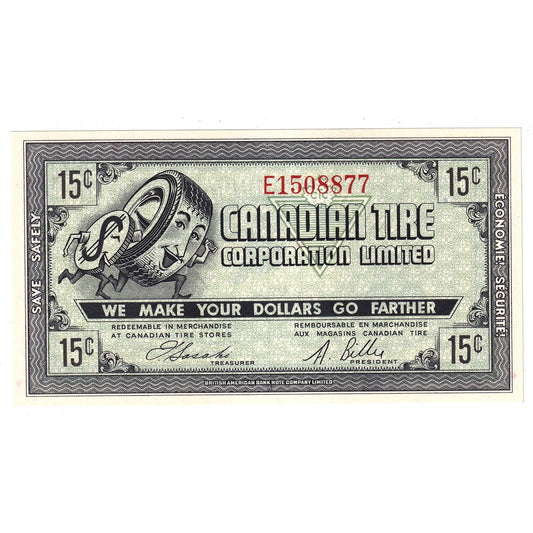 E1508877
15¢ 15¢
CANADIAN TIRE
CORPORATION LIMITED
SAVE SAFELY
ÉCONOMIE! SÉCURITÉ!
WE MAKE YOUR DOLLARS GO FARTHER
REDEEMABLE IN MERCHANDISE
AT CANADIAN TIRE STORES
REMBOURSABLE EN MARCHANDISE
AUX MAGASINS CANADIAN TIRE
15¢ 15¢
TREASURER
A. Billes
PRESIDENT
BRITISH AMERICAN BANK NOTE COMPANY LIMITED